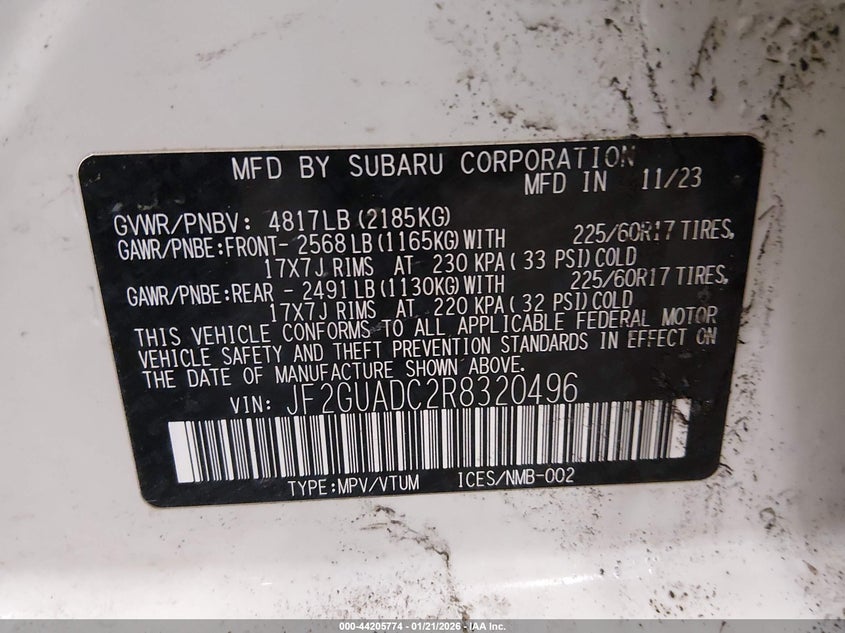 MFD BY SUBARU CORPORATION
MFD IN 11/23
GVWR/PNBV: 4817LB (2185KG)
GAWR/PNBE:FRONT- 2568LB (1165KG) WITH 225/60R17 TIRES,
17X7J RIMS AT 230 KPA( 33 PSI) COLD
GAWR/PNBE:REAR - 2491LB (1130KG) WITH 225/60R17 TIRES,
17X7J RIMS AT 220 KPA( 32 PSI) COLD
THIS VEHICLE CONFORMS TO ALL APPLICABLE FEDERAL MOTOR
VEHICLE SAFETY AND THEFT PREVENTION STANDARDS IN EFFECT ON
THE DATE OF MANUFACTURE SHOWN ABOVE.
VIN: JF2GUADC2R8320496
TYPE:MPV/VTUM ICES/NMB-002
000-44205774 - 01/21/2026 - IAA Inc.